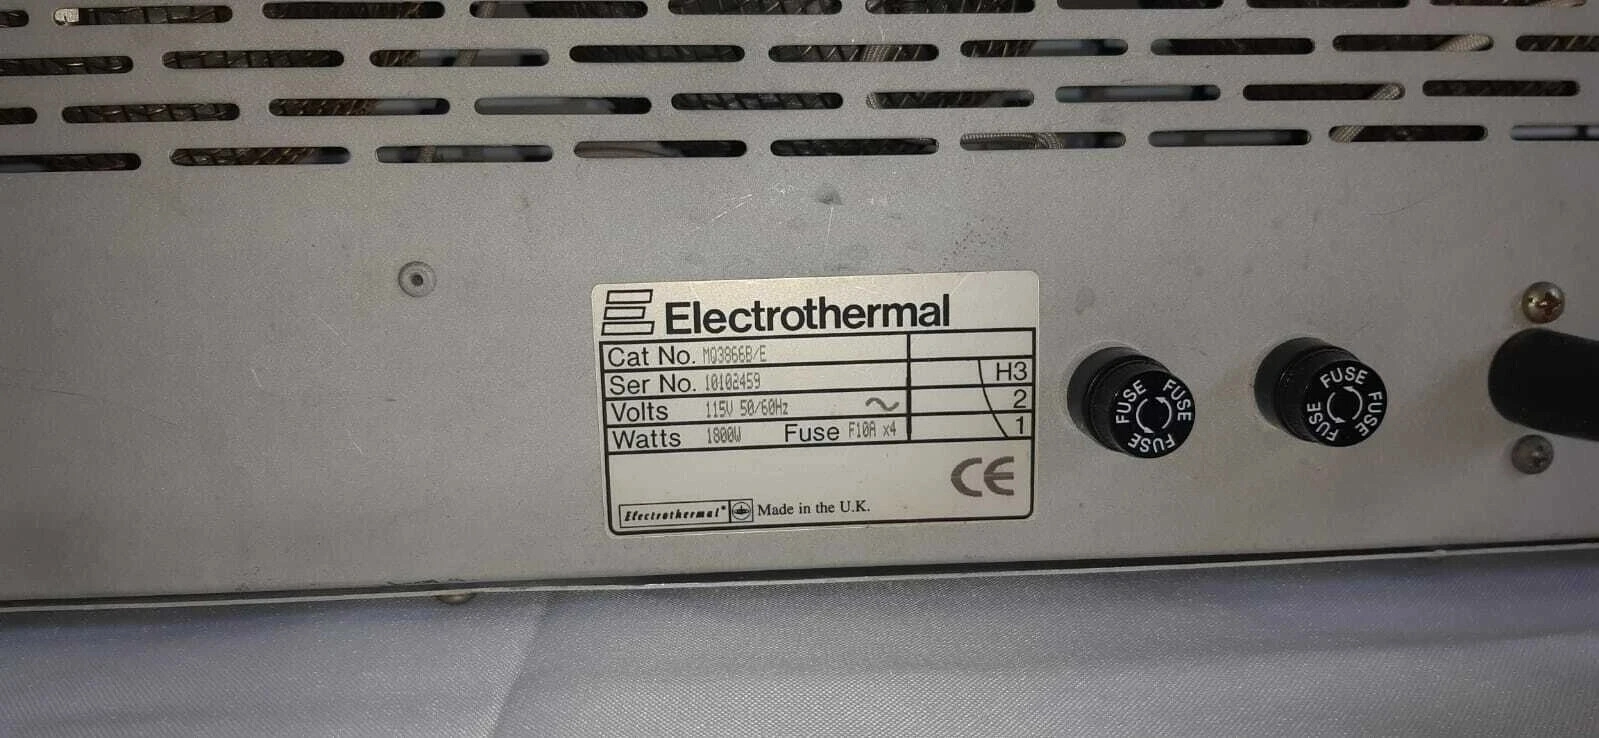 Electrothermal
Cat No. MQ3866B/E
Ser No. 10102459 H3
Volts 115V 50/60Hz 2
Watts 1800W Fuse F10A x4 1
CE
Electrothermal® Made in the U.K.
FUSE FUSE FUSE
FUSE FUSE FUSE